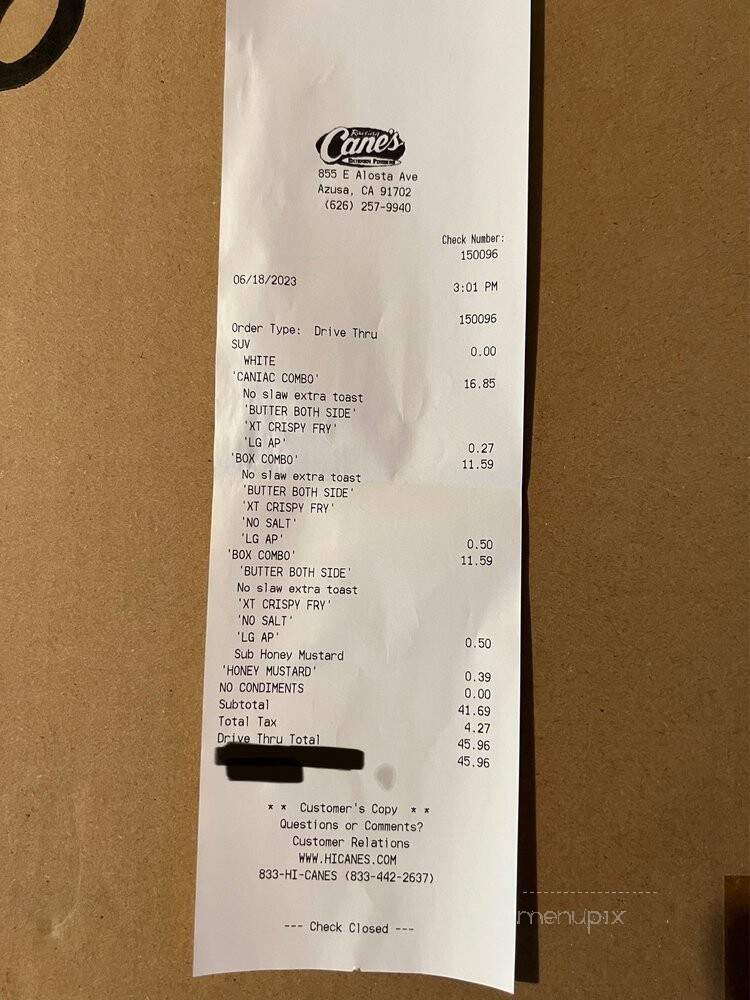 Raising
Cane's
CHICKEN FINGERS
855 E Alosta Ave
Azusa, CA 91702
(626) 257-9940
Check Number:
150096
06/18/2023 3:01 PM
150096
Order Type: Drive Thru
SUV 0.00
WHITE
'CANIAC COMBO' 16.85
No slaw extra toast
'BUTTER BOTH SIDE'
'XT CRISPY FRY'
'LG AP' 0.27
'BOX COMBO' 11.59
No slaw extra toast
'BUTTER BOTH SIDE'
'XT CRISPY FRY'
'NO SALT'
'LG AP' 0.50
'BOX COMBO' 11.59
'BUTTER BOTH SIDE'
No slaw extra toast
'XT CRISPY FRY'
'NO SALT'
'LG AP' 0.50
Sub Honey Mustard
'HONEY MUSTARD' 0.39
NO CONDIMENTS 0.00
Subtotal 41.69
Total Tax 4.27
Drive Thru Total 45.96
45.96
* * Customer's Copy * *
Questions or Comments?
Customer Relations
WWW.HICANES.COM
833-HI-CANES (833-442-2637)
--- Check Closed ---
menupix